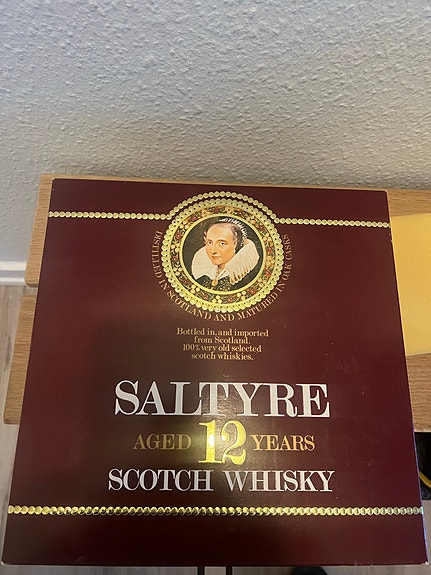 DISTILLED IN SCOTLAND AND MATURED IN OAK CASKS
Bottled in, and imported
from Scotland.
100% very old selected
scotch whiskies.
SALTYRE
AGED 12 YEARS
SCOTCH WHISKY